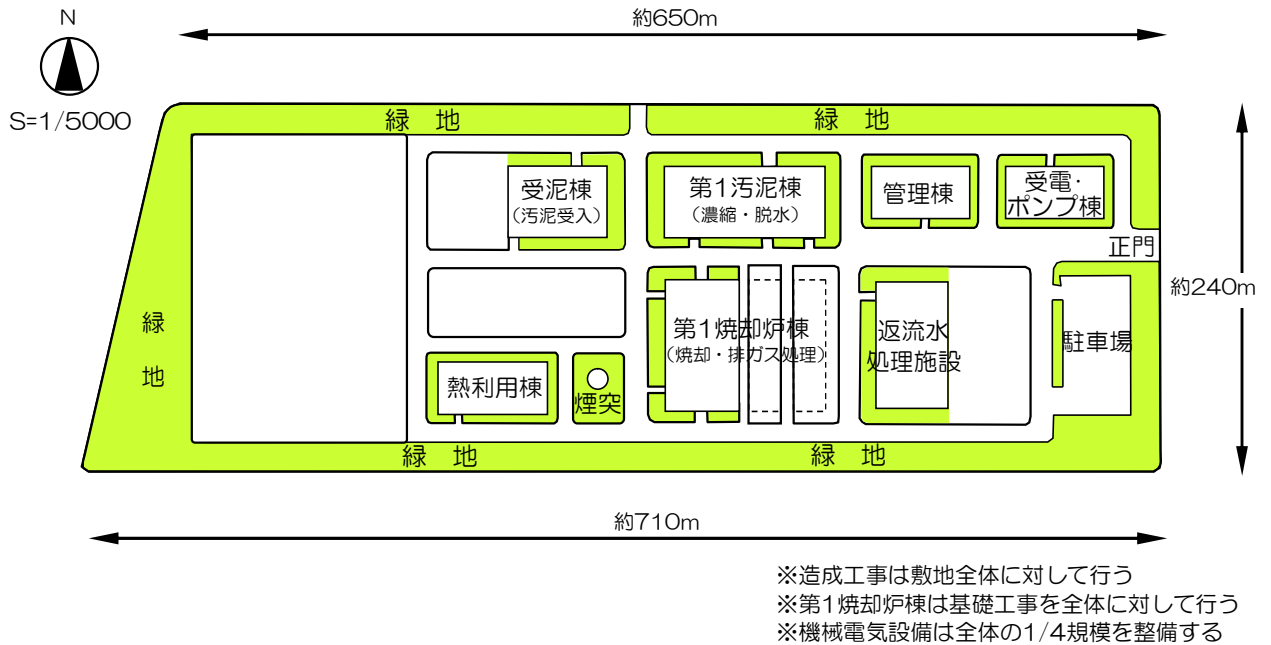 N
約650m
S=1/5000
緑 地
緑 地
受泥棟
（汚泥受入）
第1汚泥棟
（濃縮・脱水）
管理棟
受電・
ポンプ棟
正門
約240m
緑
地
第1焼却炉棟
（焼却・排ガス処理）
返流水
処理施設
駐車場
熱利用棟
煙突
緑 地
緑 地
約710m
※造成工事は敷地全体に対して行う
※第1焼却炉棟は基礎工事を全体に対して行う
※機械電気設備は全体の1/4規模を整備する